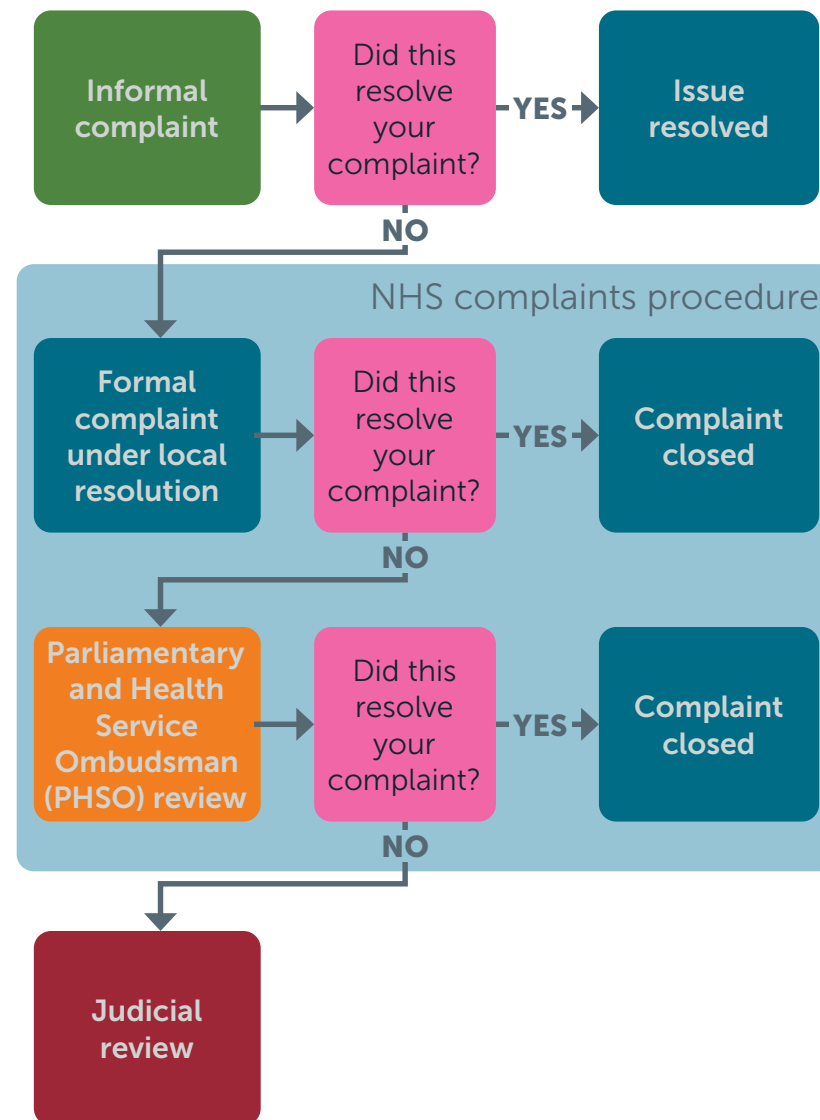 Informal
complaint
Did this
resolve
your
complaint?
YES
Issue
resolved
NO
NHS complaints procedure
Formal
complaint
under local
resolution
Did this
resolve
your
complaint?
YES
Complaint
closed
NO
Parliamentary
and Health
Service
Ombudsman
(PHSO) review
Did this
resolve
your
complaint?
YES
Complaint
closed
NO
Judicial
review